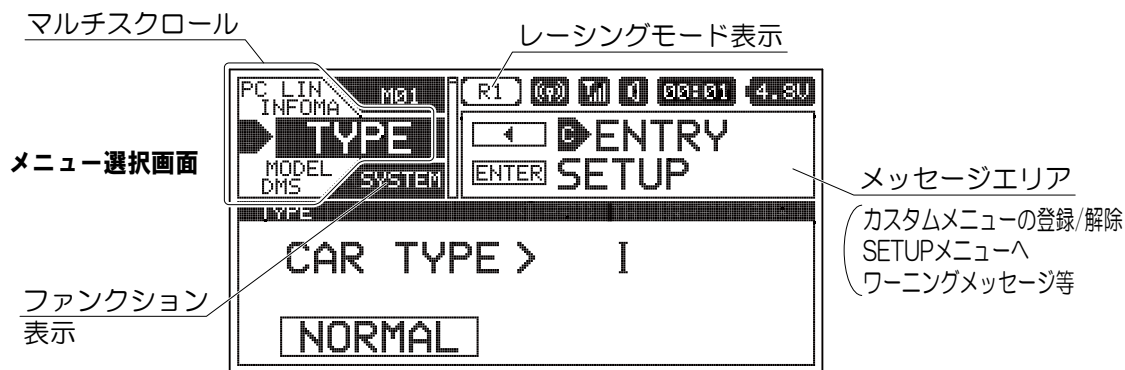 マルチスクロール
レーシングモード表示
PC LIN
INFOMA
M01
R1
00:01
4.8V
TYPE
C ENTRY
メニュー選択画面
MODEL
DMS
SYSTEM
ENTER SETUP
メッセージエリア
カスタムメニューの登録/解除
SETUPメニューへ
ワーニングメッセージ等
TYPE
CAR TYPE > I
ファンクション
表示
NORMAL